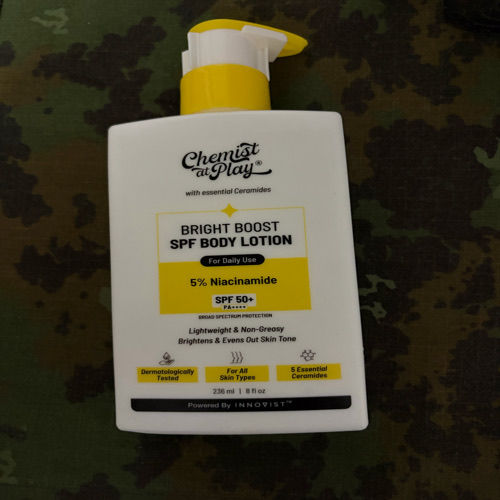 Chemist
at Play®
with essential Ceramides
BRIGHT BOOST
SPF BODY LOTION
For Daily Use
5% Niacinamide
SPF 50+
PA++++
BROAD SPECTRUM PROTECTION
Lightweight & Non-Greasy
Brightens & Evens Out Skin Tone
Dermatologically
Tested
For All
Skin Types
5 Essential
Ceramides
236 ml | 8 fl oz
Powered By INNOVIST™